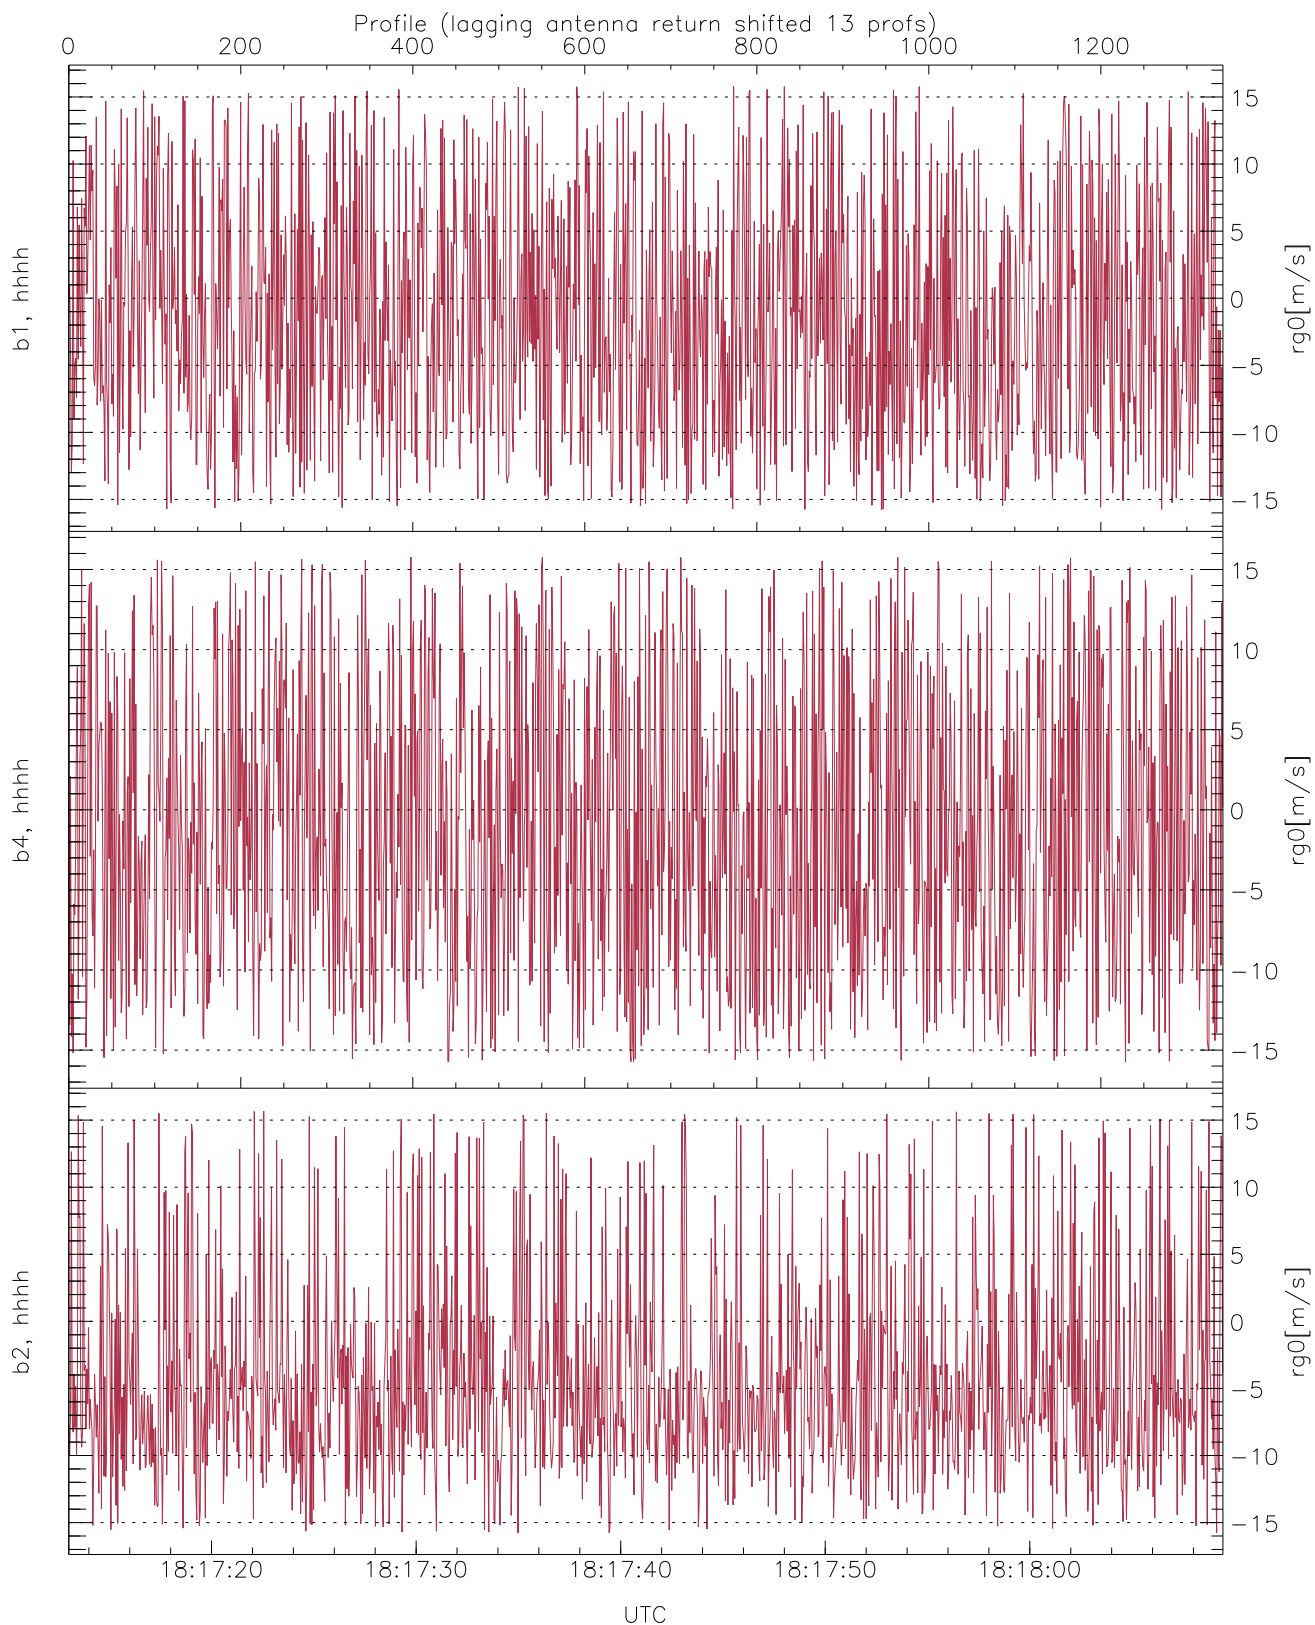 Profile (lagging antenna return shifted 13 profs)
0 200 400 600 800 1000 1200
b1, hhhh
15
10
5
0
-5
-10
-15
rg0[m/s]
b4, hhhh
15
10
5
0
-5
-10
-15
rg0[m/s]
b2, hhhh
15
10
5
0
-5
-10
-15
rg0[m/s]
18:17:20 18:17:30 18:17:40 18:17:50 18:18:00
UTC